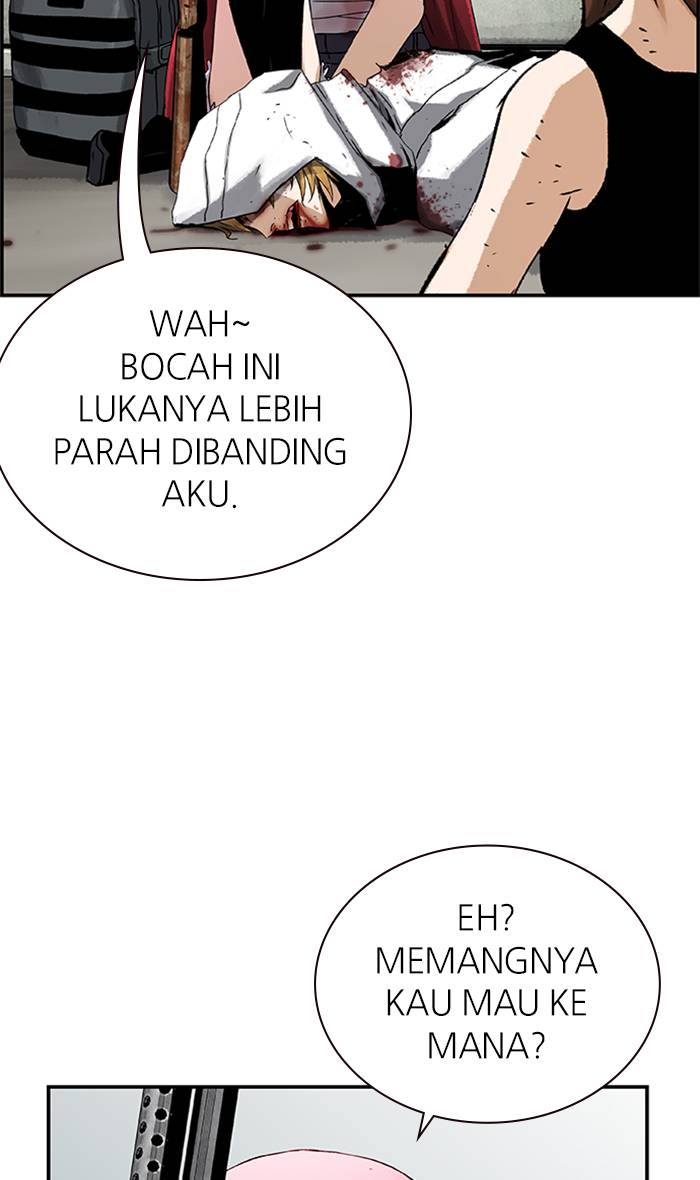 WAH~
BOCAH INI
LUKANYA LEBIH
PARAH DIBANDING
AKU.
EH?
MEMANGNYA
KAU MAU KE
MANA?